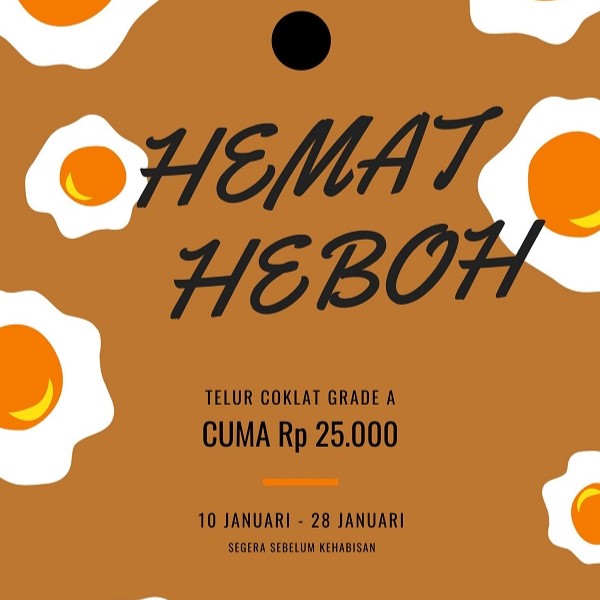 HEMAT
HEBOH
TELUR COKLAT GRADE A
CUMA Rp 25.000
10 JANUARI - 28 JANUARI
SEGERA SEBELUM KEHABISAN